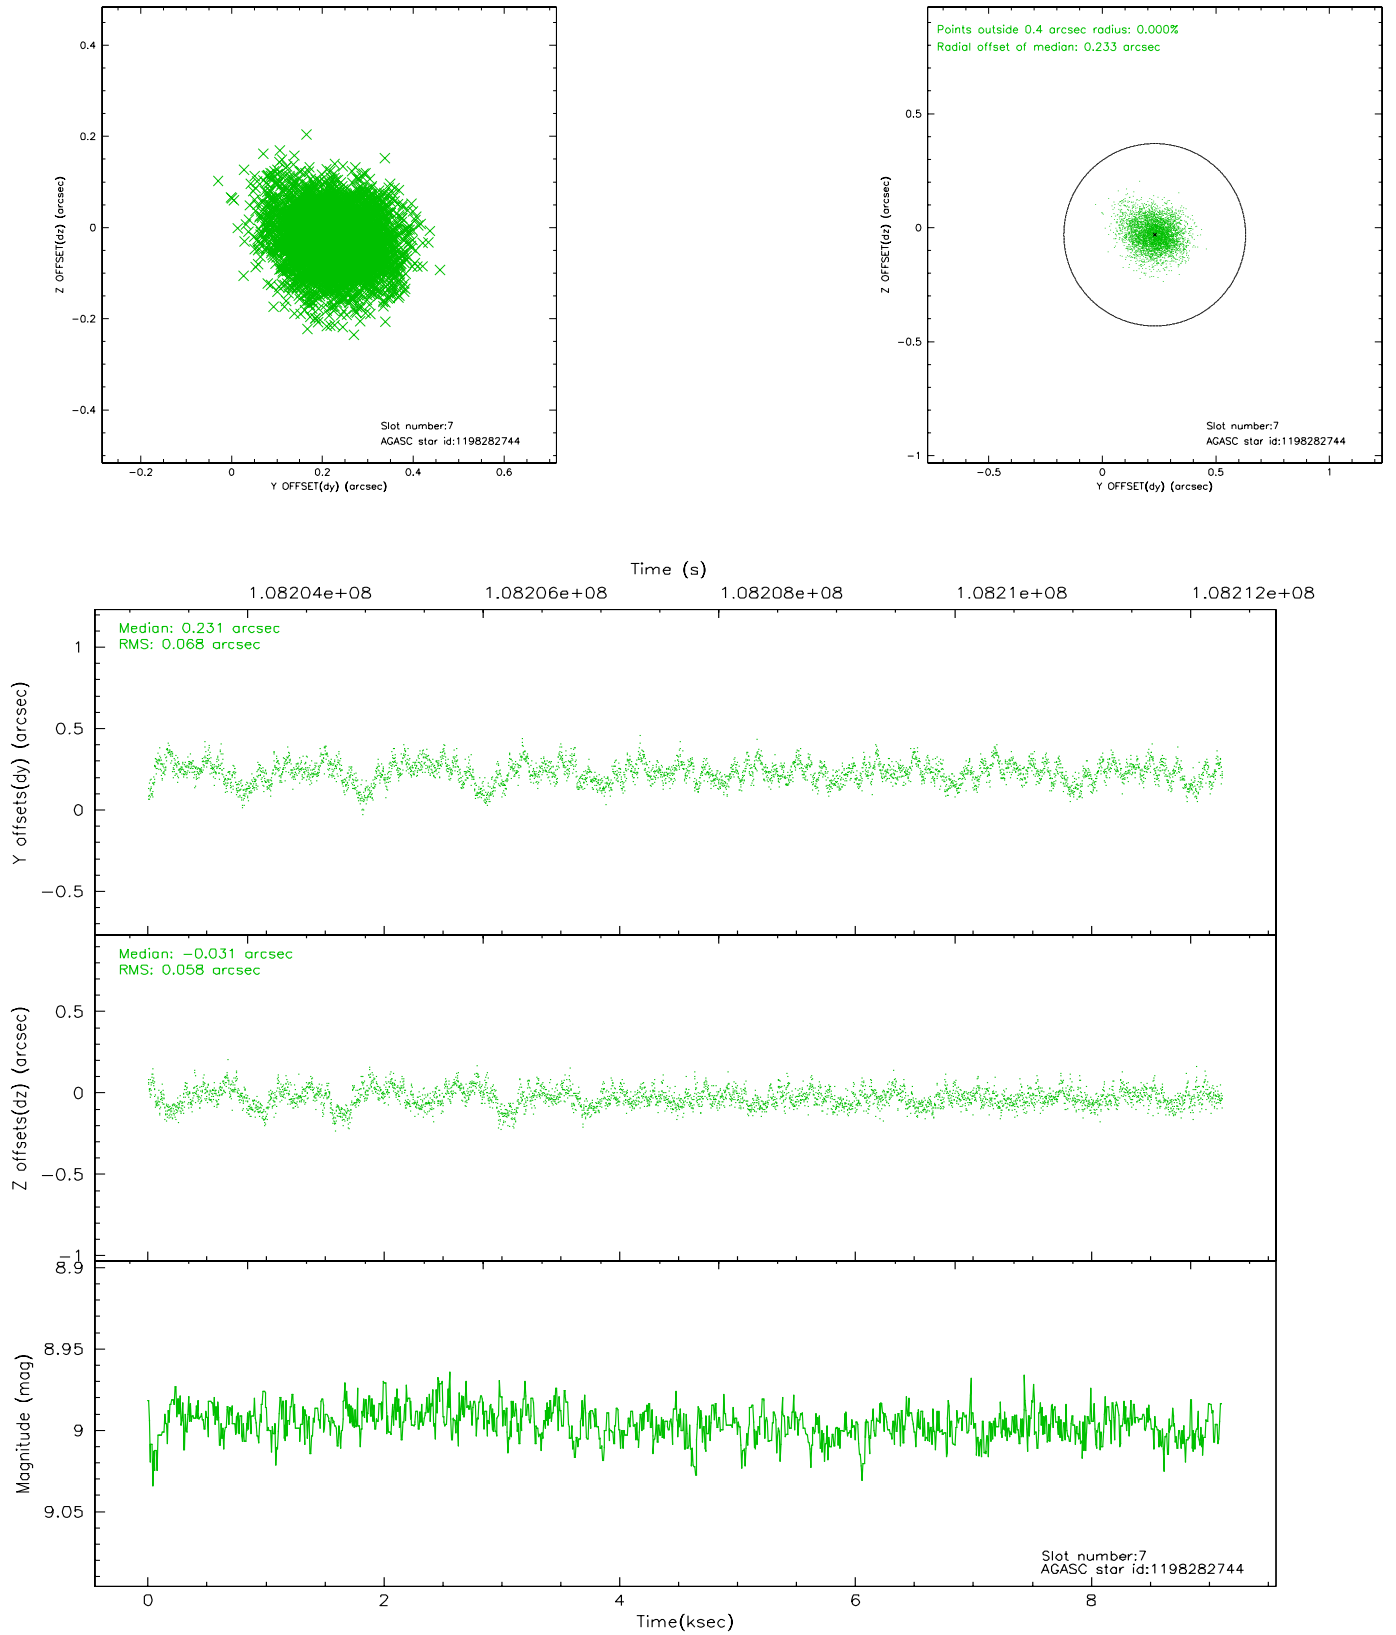 0.4
0.2
0
-0.2
-0.4
Z OFFSET(dz) (arcsec)
Slot number:7
AGASC star id:1198282744
-0.2 0 0.2 0.4 0.6
Y OFFSET(dy) (arcsec)
Points outside 0.4 arcsec radius: 0.000%
Radial offset of median: 0.233 arcsec
0.5
0
-0.5
-1
Z OFFSET(dz) (arcsec)
Slot number:7
AGASC star id:1198282744
-0.5 0 0.5 1
Y OFFSET(dy) (arcsec)
Time (s)
1.08204e+08 1.08206e+08 1.08208e+08 1.0821e+08 1.08212e+08
Median: 0.231 arcsec
RMS: 0.068 arcsec
1
0.5
0
-0.5
Y offsets(dy) (arcsec)
Median: -0.031 arcsec
RMS: 0.058 arcsec
0.5
0
-0.5
-1
Z offsets(dz) (arcsec)
8.9
8.95
9
9.05
Magnitude (mag)
Slot number:7
AGASC star id:1198282744
0 2 4 6 8
Time(ksec)